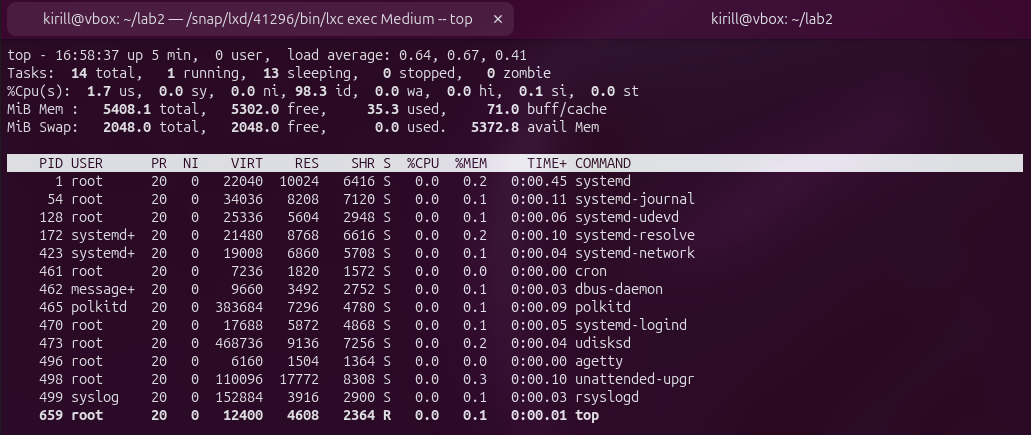 kirill@vbox: ~/lab2 — /snap/lxd/41296/bin/lxc exec Medium -- top × kirill@vbox: ~/lab2
top - 16:58:37 up 5 min, 0 user, load average: 0.64, 0.67, 0.41
Tasks: 14 total, 1 running, 13 sleeping, 0 stopped, 0 zombie
%Cpu(s): 1.7 us, 0.0 sy, 0.0 ni, 98.3 id, 0.0 wa, 0.0 hi, 0.1 si, 0.0 st
MiB Mem : 5408.1 total, 5302.0 free, 35.3 used, 71.0 buff/cache
MiB Swap: 2048.0 total, 2048.0 free, 0.0 used. 5372.8 avail Mem
PID USER PR NI VIRT RES SHR S %CPU %MEM TIME+ COMMAND
1 root 20 0 22040 10024 6416 S 0.0 0.2 0:00.45 systemd
54 root 20 0 34036 8208 7120 S 0.0 0.1 0:00.11 systemd-journal
128 root 20 0 25336 5604 2948 S 0.0 0.1 0:00.06 systemd-udevd
172 systemd+ 20 0 21480 8768 6616 S 0.0 0.2 0:00.10 systemd-resolve
423 systemd+ 20 0 19008 6860 5708 S 0.0 0.1 0:00.04 systemd-network
461 root 20 0 7236 1820 1572 S 0.0 0.0 0:00.00 cron
462 message+ 20 0 9660 3492 2752 S 0.0 0.1 0:00.03 dbus-daemon
465 polkitd 20 0 383684 7296 4780 S 0.0 0.1 0:00.09 polkitd
470 root 20 0 17688 5872 4868 S 0.0 0.1 0:00.05 systemd-logind
473 root 20 0 468736 9136 7256 S 0.0 0.2 0:00.04 udisksd
496 root 20 0 6160 1504 1364 S 0.0 0.0 0:00.00 agetty
498 root 20 0 110096 17772 8308 S 0.0 0.3 0:00.10 unattended-upgr
499 syslog 20 0 152884 3916 2900 S 0.0 0.1 0:00.03 rsyslogd
659 root 20 0 12400 4608 2364 R 0.0 0.1 0:00.01 top